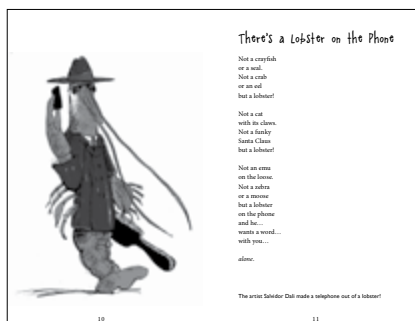 There's a Lobster on the Phone
Not a crayfish
or a seal.
Not a crab
or an eel
but a lobster!
Not a cat
with its claws.
Not a funky
Santa Claus
but a lobster!
Not an emu
on the loose.
Not a zebra
or a moose
but a lobster
on the phone
and he…
wants a word…
with you…
alone.
The artist Salvidor Dali made a telephone out of a lobster!
10
11